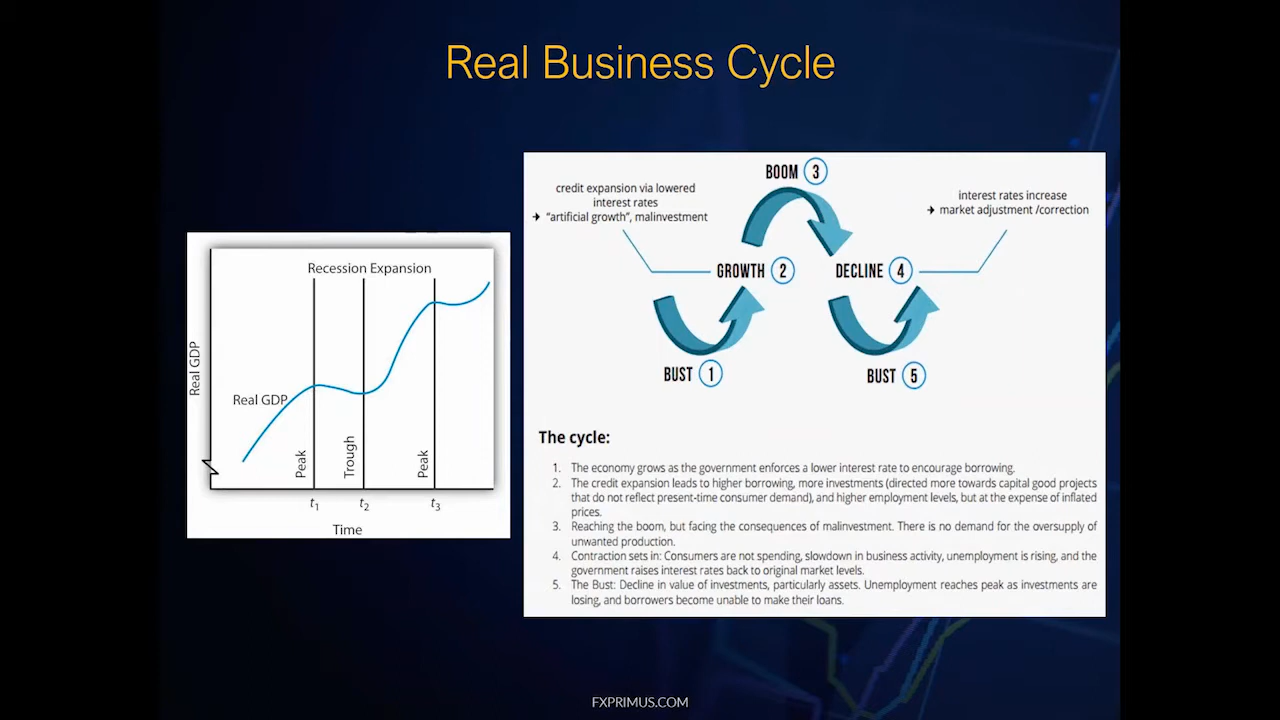 Real Business Cycle
Recession Expansion
Real GDP
Real GDP
Peak
Trough
Peak
t1
t2
t3
Time
BOOM 3
credit expansion via lowered
interest rates
➔ "artificial growth", malinvestment
interest rates increase
➔ market adjustment /correction
GROWTH 2
DECLINE 4
BUST 1
BUST 5
The cycle:
1. The economy grows as the government enforces a lower interest rate to encourage borrowing.
2. The credit expansion leads to higher borrowing, more investments (directed more towards capital good projects
that do not reflect present-time consumer demand), and higher employment levels, but at the expense of inflated
prices.
3. Reaching the boom, but facing the consequences of malinvestment. There is no demand for the oversupply of
unwanted production.
4. Contraction sets in: Consumers are not spending, slowdown in business activity, unemployment is rising, and the
government raises interest rates back to original market levels.
5. The Bust: Decline in value of investments, particularly assets. Unemployment reaches peak as investments are
losing, and borrowers become unable to make their loans.
FXPRIMUS.COM